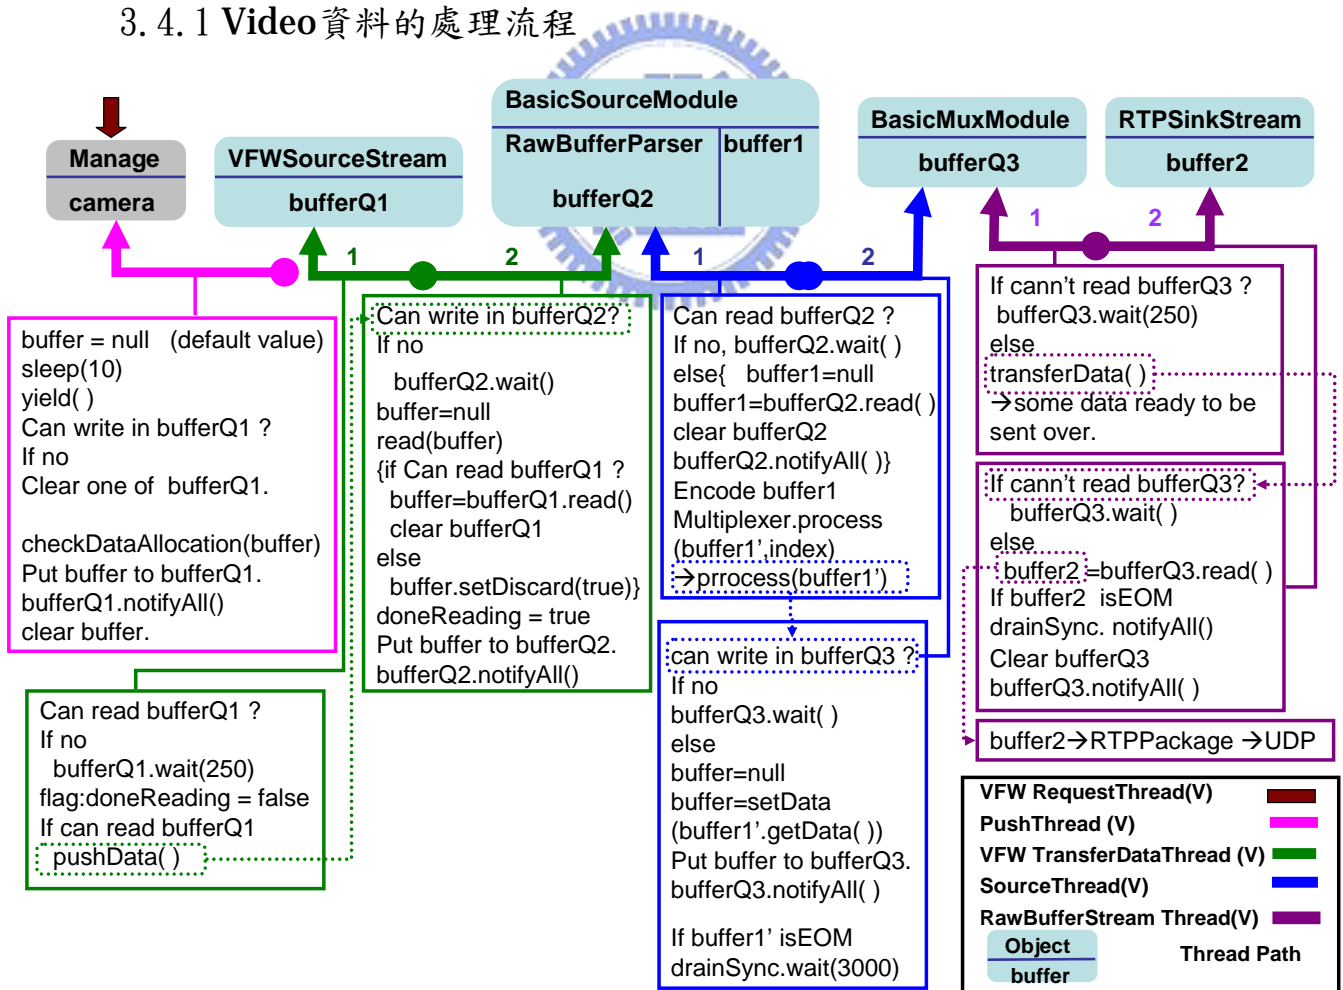 3.4.1 Video資料的處理流程
Manage
camera
VFWSourceStream
bufferQ1
BasicSourceModule
RawBufferParser
buffer1
bufferQ2
BasicMuxModule
bufferQ3
RTPSinkStream
buffer2
1
2
1
2
1
2
buffer = null (default value)
sleep(10)
yield( )
Can write in bufferQ1 ?
If no
Clear one of bufferQ1.
checkDataAllocation(buffer)
Put buffer to bufferQ1.
bufferQ1.notifyAll()
clear buffer.
Can read bufferQ1 ?
If no
bufferQ1.wait(250)
flag:doneReading = false
If can read bufferQ1
pushData( )
Can write in bufferQ2?
If no
bufferQ2.wait()
buffer=null
read(buffer)
{if Can read bufferQ1 ?
buffer=bufferQ1.read()
clear bufferQ1
else
buffer.setDiscard(true)}
doneReading = true
Put buffer to bufferQ2.
bufferQ2.notifyAll()
Can read bufferQ2 ?
If no, bufferQ2.wait( )
else{ buffer1=null
buffer1=bufferQ2.read( )
clear bufferQ2
bufferQ2.notifyAll( )}
Encode buffer1
Multiplexer.process
(buffer1',index)
→prrocess(buffer1')
can write in bufferQ3 ?
If no
bufferQ3.wait( )
else
buffer=null
buffer=setData
(buffer1'.getData( ))
Put buffer to bufferQ3.
bufferQ3.notifyAll( )
If buffer1' isEOM
drainSync.wait(3000)
If cann't read bufferQ3 ?
bufferQ3.wait(250)
else
transferData( )
→some data ready to be
sent over.
If cann't read bufferQ3?
bufferQ3.wait( )
else
buffer2 =bufferQ3.read( )
If buffer2 isEOM
drainSync. notifyAll()
Clear bufferQ3
bufferQ3.notifyAll( )
buffer2→RTPPackage →UDP
VFW RequestThread(V)
PushThread (V)
VFW TransferDataThread (V)
SourceThread(V)
RawBufferStream Thread(V)
Object
buffer
Thread Path